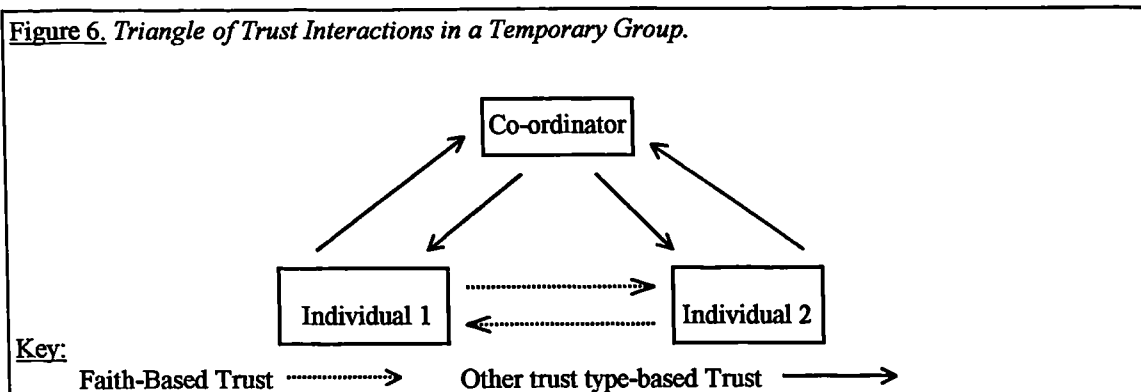 Figure 6. Triangle of Trust Interactions in a Temporary Group.
Co-ordinator
Individual 1
Individual 2
Key:
Faith-Based Trust
Other trust type-based Trust